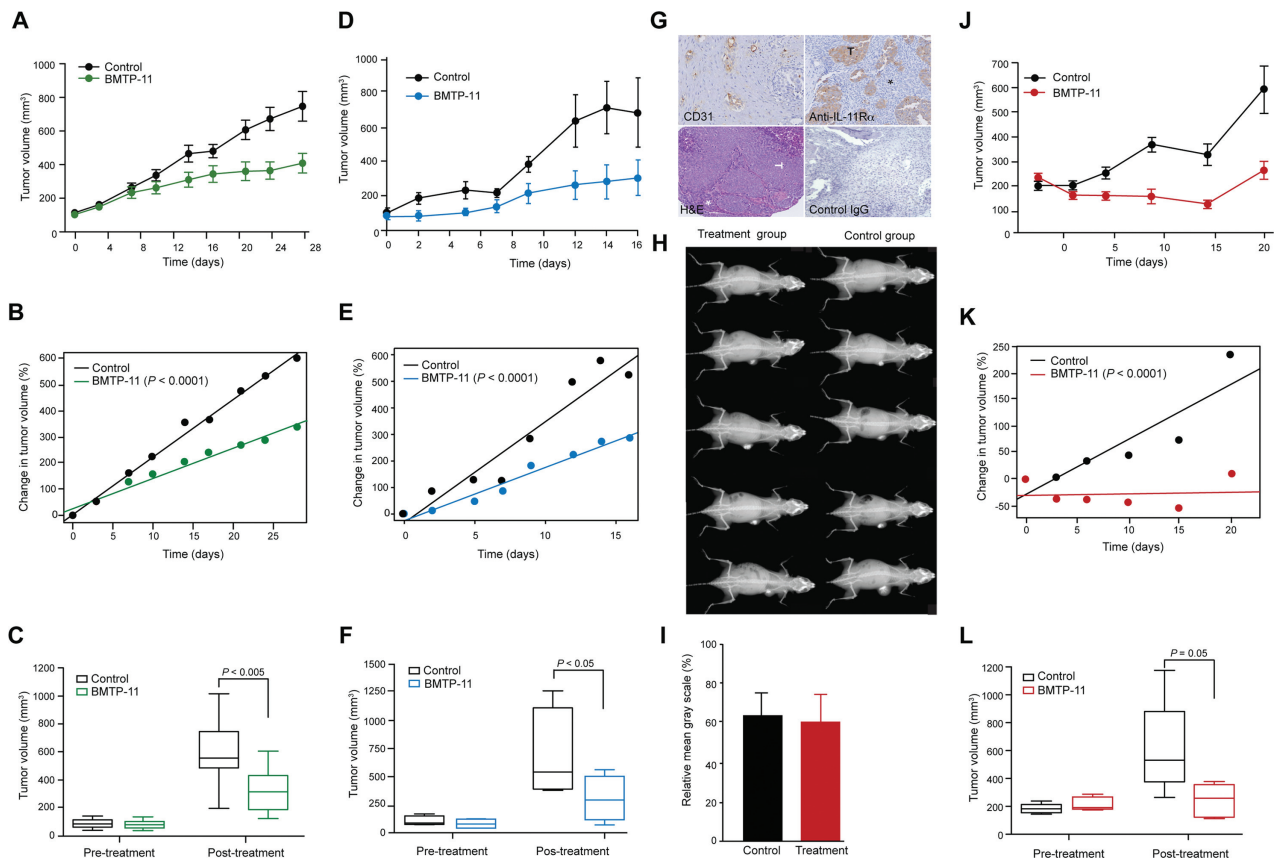 A
Control
BMTP-11
Tumor volume (mm³)
1000
800
600
400
200
0
0 4 8 12 16 20 24 28
Time (days)
D
Control
BMTP-11
Tumor volume (mm³)
1000
800
600
400
200
0
0 2 4 6 8 10 12 14 16
Time (days)
G
CD31
T
*
Anti-IL-11Rα
H&E
*
T
Control IgG
J
Control
BMTP-11
Tumor volume (mm³)
700
600
500
400
300
200
100
0
0 5 10 15 20
Time (days)
B
Control
BMTP-11 (P < 0.0001)
Change in tumor volume (%)
600
500
400
300
200
100
0
0 5 10 15 20 25
Time (days)
E
Control
BMTP-11 (P < 0.0001)
Change in tumor volume (%)
600
500
400
300
200
100
0
0 5 10 15
Time (days)
H
Treatment group
Control group
K
Control
BMTP-11 (P < 0.0001)
Change in tumor volume (%)
250
200
150
100
50
0
-50
0 5 10 15 20
Time (days)
C
Control
BMTP-11
P < 0.005
Tumor volume (mm³)
1200
1000
800
600
400
200
0
Pre-treatment Post-treatment
F
Control
BMTP-11
P < 0.05
Tumor volume (mm³)
1500
1250
1000
750
500
250
0
Pre-treatment Post-treatment
I
Relative mean gray scale (%)
100
80
60
40
20
0
Control Treatment
L
Control
BMTP-11
P = 0.05
Tumor volume (mm³)
1200
1000
800
600
400
200
0
Pre-treatment Post-treatment